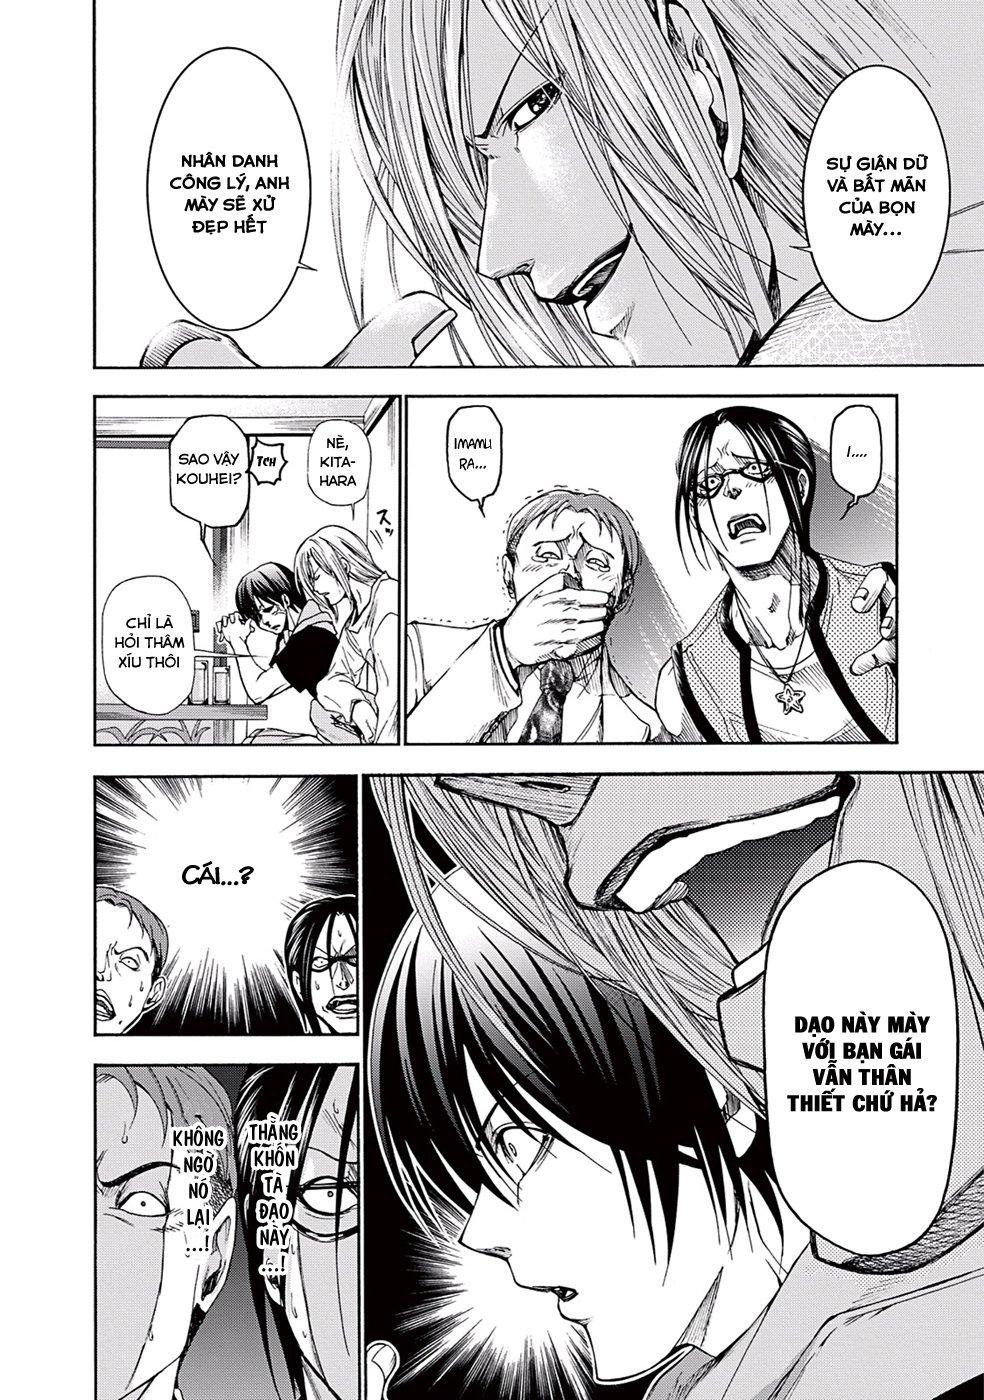 SỰ GIẬN DỮ
VÀ BẤT MÃN
CỦA BỌN
MÀY...
NHÂN DANH
CÔNG LÝ, ANH
MÀY SẼ XỬ
ĐẸP HẾT
I....
IMAMU
RA...
NÈ,
KITA-
HARA
TCH
SAO VẬY
KOUHEI?
スッ
CHỈ LÀ
HỎI THĂM
XÍU THÔI
DẠO NÀY MÀY
VỚI BẠN GÁI
VẪN THÂN
THIẾT CHỨ HẢ?
CÁI...?
THẰNG
KHỐN
TÀ
ĐẠO
NÀY
...!
KHÔNG
NGỜ
NÓ
LẠI
...!